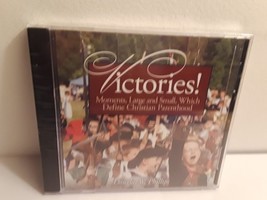 Victories!
Moments, Large and Small, Which
Define Christian Parenthood